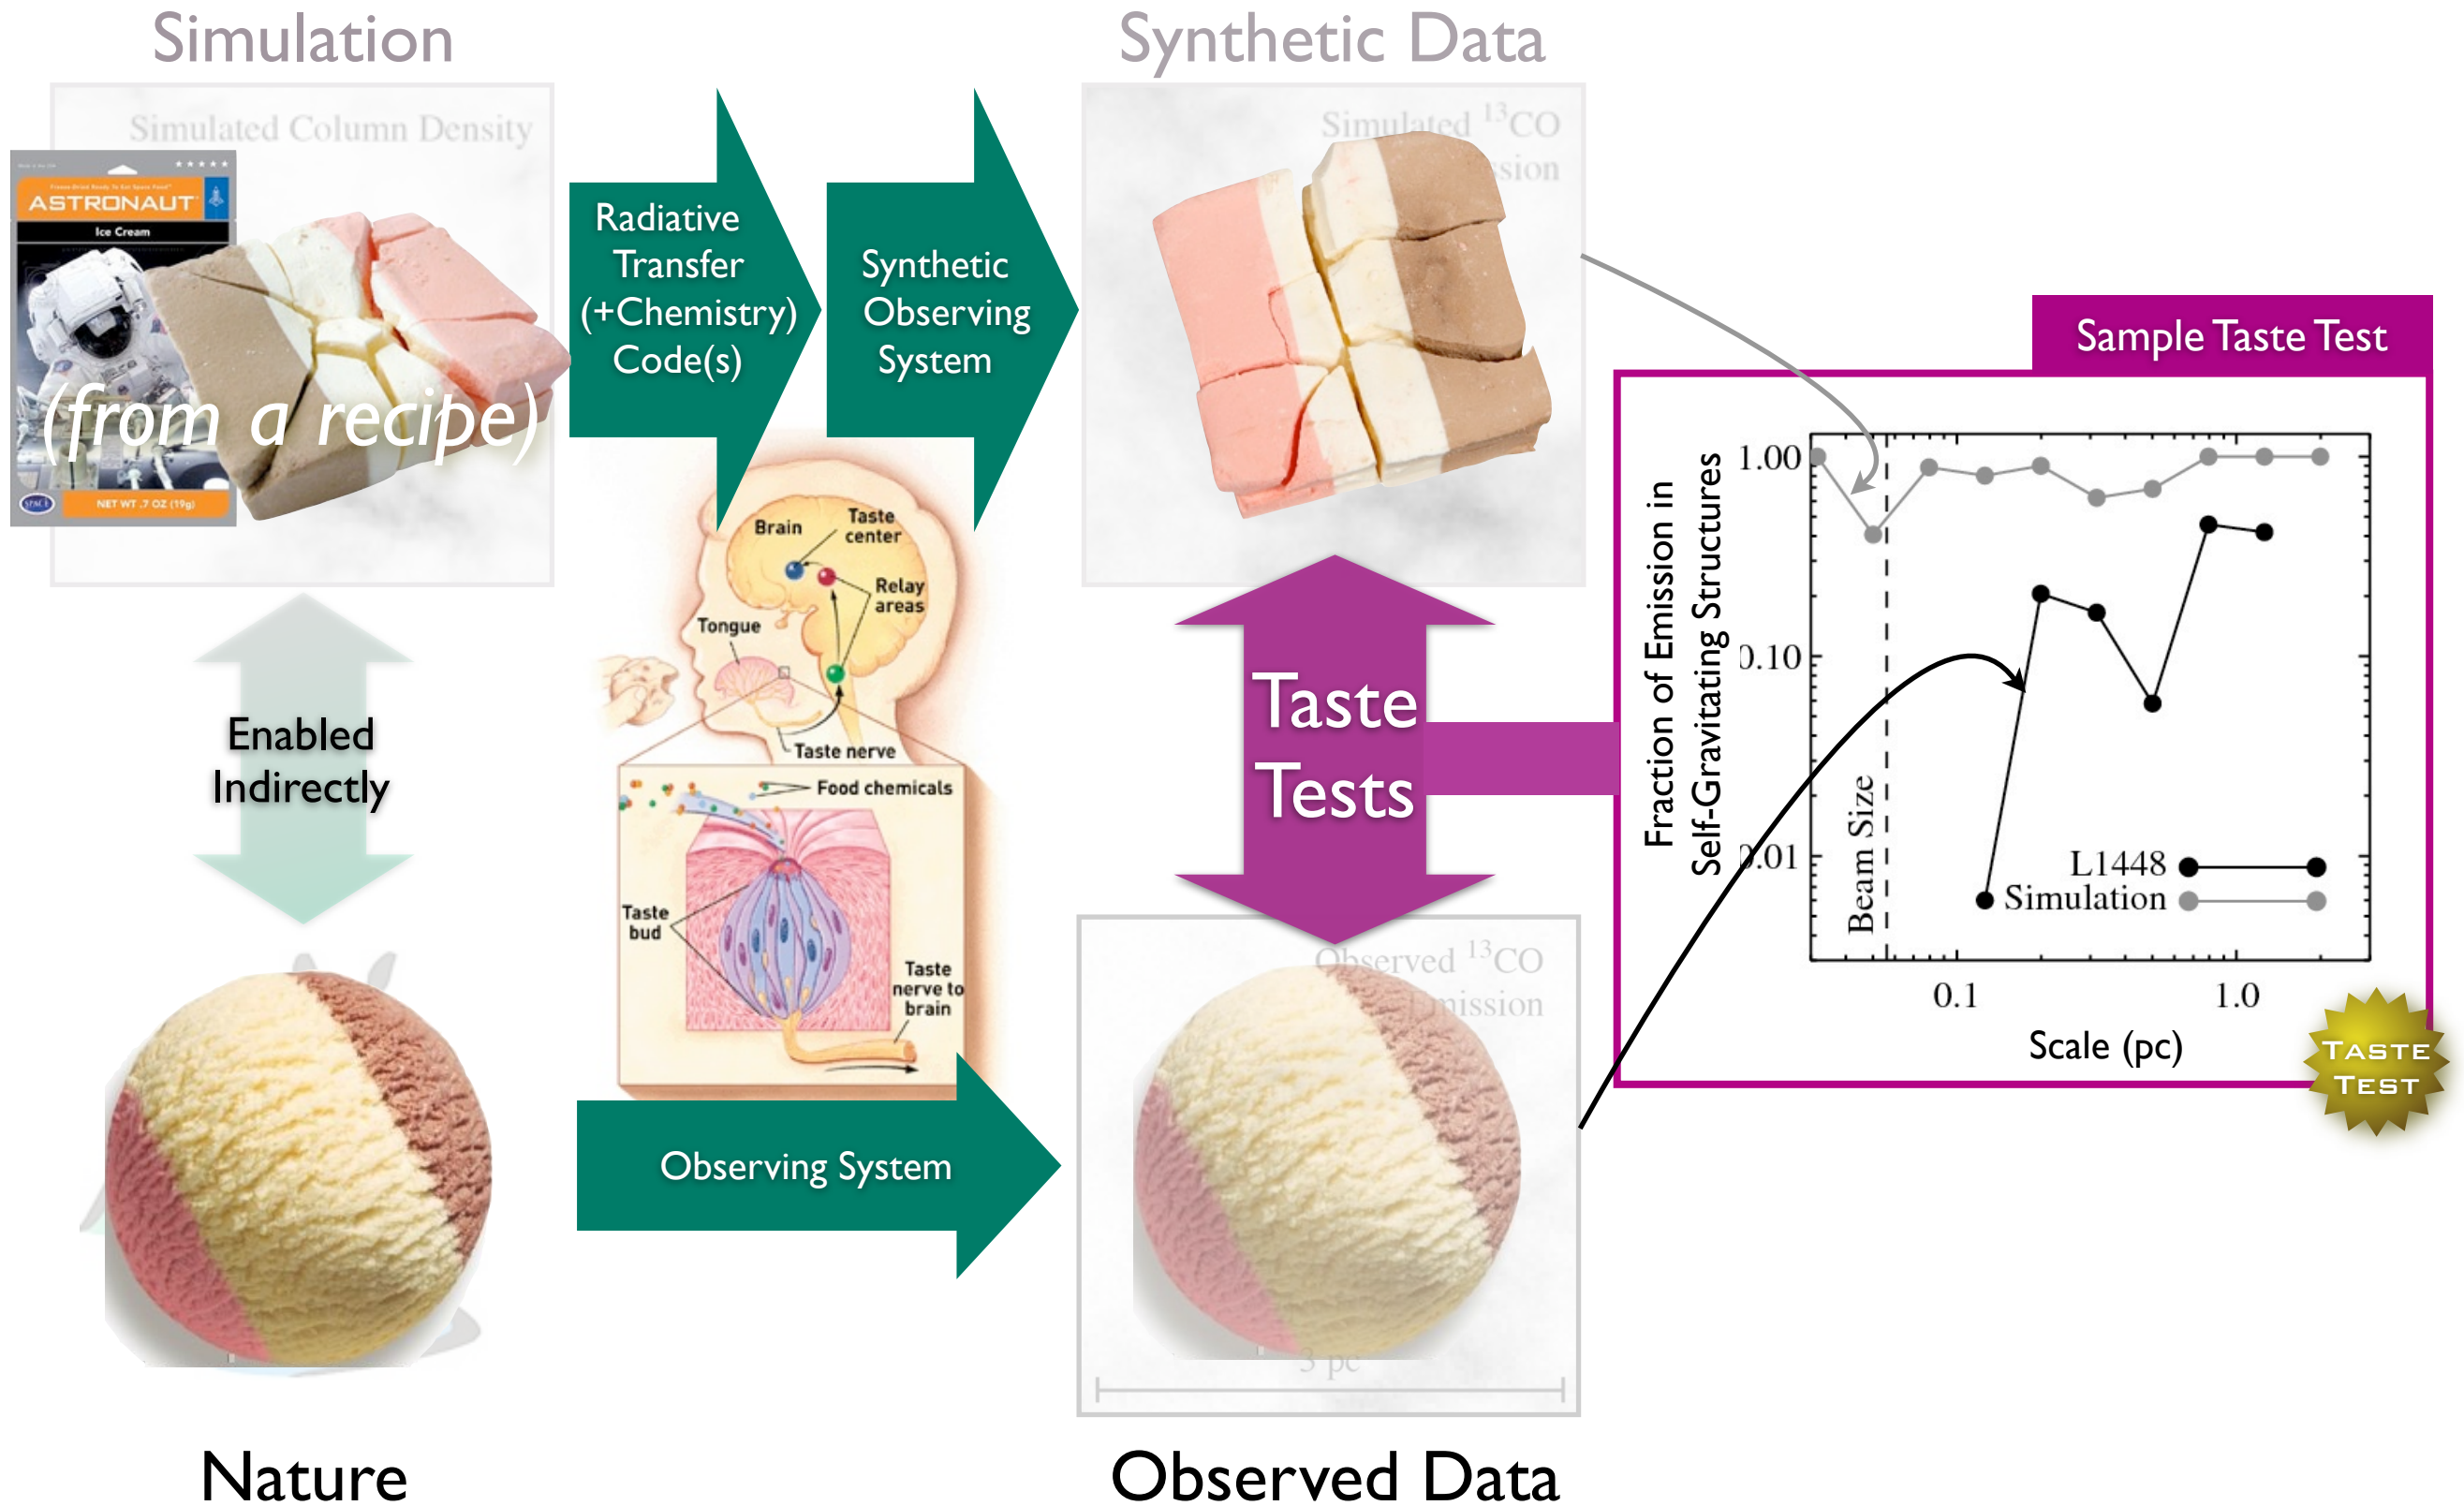 Simulation
Synthetic Data
Simulated Column Density
ASTRONAUT
Ice Cream
(from a recipe)
SPACE
NET WT .7 OZ (19g)
Radiative
Transfer
(+Chemistry)
Code(s)
Synthetic
Observing
System
Simulated ¹³CO
ssion
Sample Taste Test
Fraction of Emission in
Self-Gravitating Structures
1.00
0.10
0.01
Beam Size
L1448
Simulation
0.1
1.0
Scale (pc)
TASTE
TEST
Brain
Taste
center
Relay
areas
Tongue
Taste nerve
Food chemicals
Taste
bud
Taste
nerve to
brain
Enabled
Indirectly
Taste
Tests
Observing System
Observed ¹³CO
mission
3 pc
Nature
Observed Data